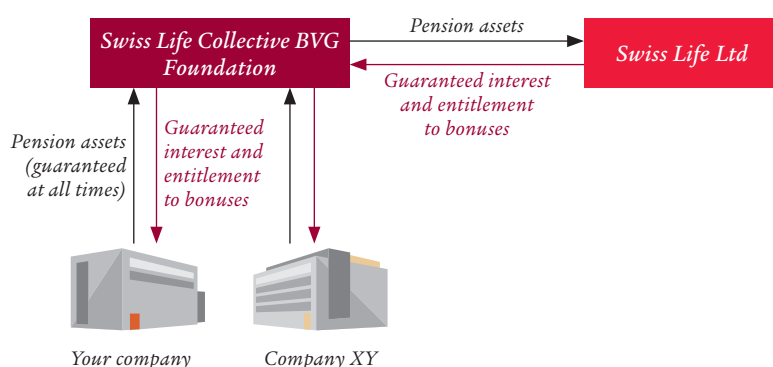 Swiss Life Collective BVG
Foundation
Pension assets
Swiss Life Ltd
Guaranteed interest
and entitlement
to bonuses
Pension assets
(guaranteed
at all times)
Guaranteed
interest and
entitlement
to bonuses
Your company
Company XY